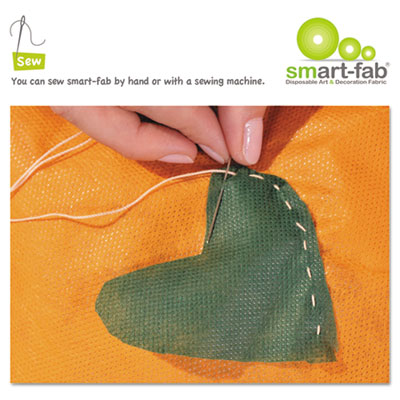 Sew
You can sew smart-fab by hand or with a sewing machine.
smart-fab®
Disposable Art & Decoration Fabric